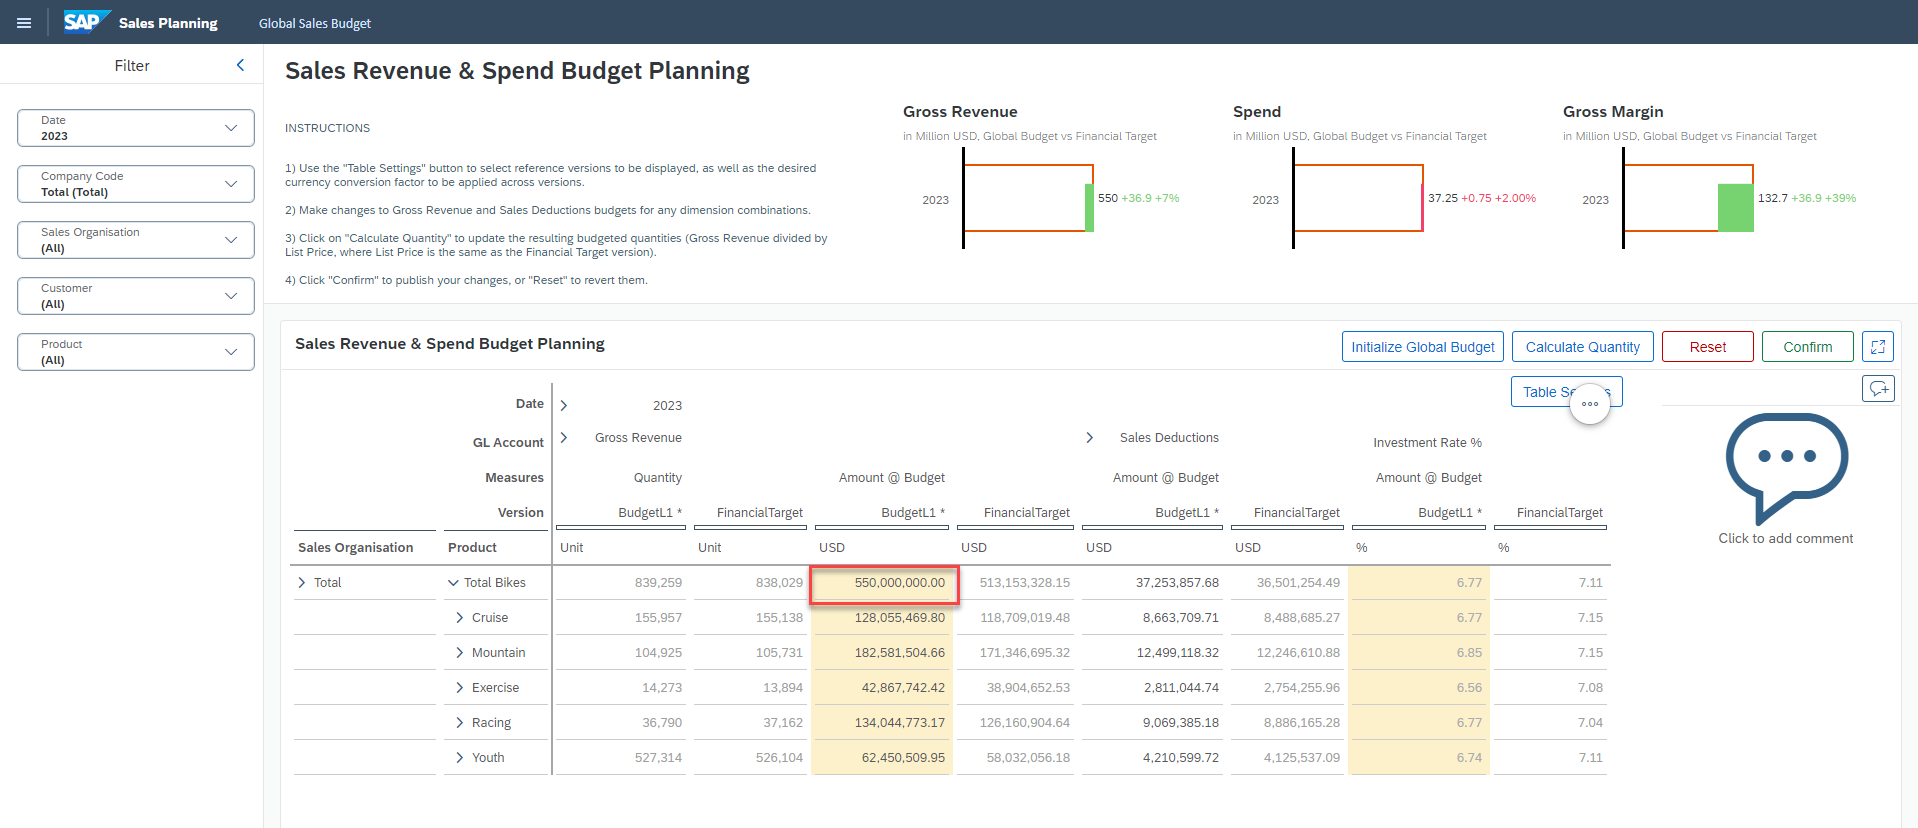 SAP Sales Planning Global Sales Budget
Filter
Date
2023
Company Code
Total (Total)
Sales Organisation
(All)
Customer
(All)
Product
(All)
Sales Revenue & Spend Budget Planning
INSTRUCTIONS
1) Use the "Table Settings" button to select reference versions to be displayed, as well as the desired
currency conversion factor to be applied across versions.
2) Make changes to Gross Revenue and Sales Deductions budgets for any dimension combinations.
3) Click on "Calculate Quantity" to update the resulting budgeted quantities (Gross Revenue divided by
List Price, where List Price is the same as the Financial Target version).
4) Click "Confirm" to publish your changes, or "Reset" to revert them.
Gross Revenue
in Million USD, Global Budget vs Financial Target
2023 550 +36.9 +7%
Spend
in Million USD, Global Budget vs Financial Target
2023 37.25 +0.75 +2.00%
Gross Margin
in Million USD, Global Budget vs Financial Target
2023 132.7 +36.9 +39%
Sales Revenue & Spend Budget Planning
Initialize Global Budget Calculate Quantity Reset Confirm
Table
Date 2023
GL Account Gross Revenue Sales Deductions Investment Rate %
Measures Quantity Amount @ Budget Amount @ Budget Amount @ Budget
Version BudgetL1 * FinancialTarget BudgetL1 * FinancialTarget BudgetL1 * FinancialTarget BudgetL1 * FinancialTarget
Sales Organisation Product Unit Unit USD USD USD USD % %
Total Total Bikes 839,259 838,029 550,000,000.00 513,153,328.15 37,253,857.68 36,501,254.49 6.77 7.11
Cruise 155,957 155,138 128,055,469.80 118,709,019.48 8,663,709.71 8,488,685.27 6.77 7.15
Mountain 104,925 105,731 182,581,504.66 171,346,695.32 12,499,118.32 12,246,610.88 6.85 7.15
Exercise 14,273 13,894 42,867,742.42 38,904,652.53 2,811,044.74 2,754,255.96 6.56 7.08
Racing 36,790 37,162 134,044,773.17 126,160,904.64 9,069,385.18 8,886,165.28 6.77 7.04
Youth 527,314 526,104 62,450,509.95 58,032,056.18 4,210,599.72 4,125,537.09 6.74 7.11
Click to add comment